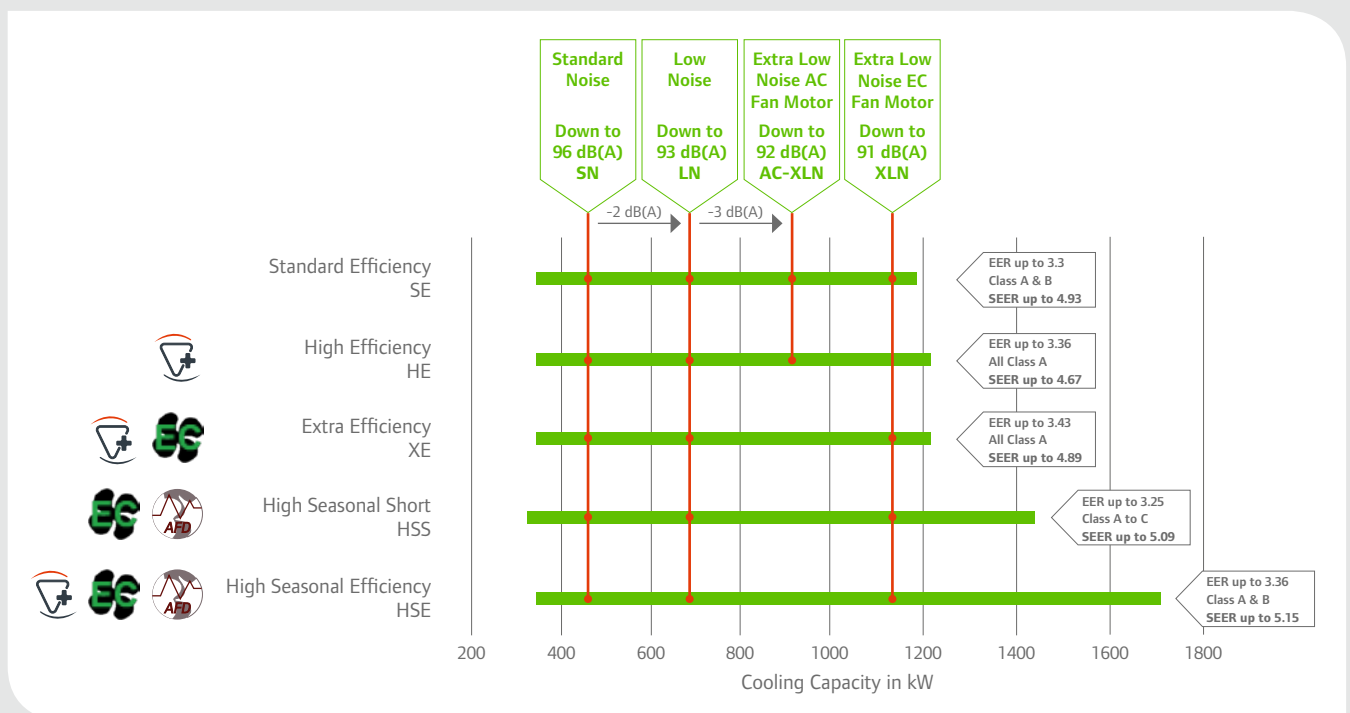 Standard
Noise
Down to
96 dB(A)
SN
Low
Noise
Down to
93 dB(A)
LN
Extra Low
Noise AC
Fan Motor
Down to
92 dB(A)
AC-XLN
Extra Low
Noise EC
Fan Motor
Down to
91 dB(A)
XLN
-2 dB(A)
-3 dB(A)
Standard Efficiency
SE
EER up to 3.3
Class A & B
SEER up to 4.93
High Efficiency
HE
EER up to 3.36
All Class A
SEER up to 4.67
EC
Extra Efficiency
XE
EER up to 3.43
All Class A
SEER up to 4.89
EC
AFD
High Seasonal Short
HSS
EER up to 3.25
Class A to C
SEER up to 5.09
EC
AFD
High Seasonal Efficiency
HSE
EER up to 3.36
Class A & B
SEER up to 5.15
200 400 600 800 1000 1200 1400 1600 1800
Cooling Capacity in kW